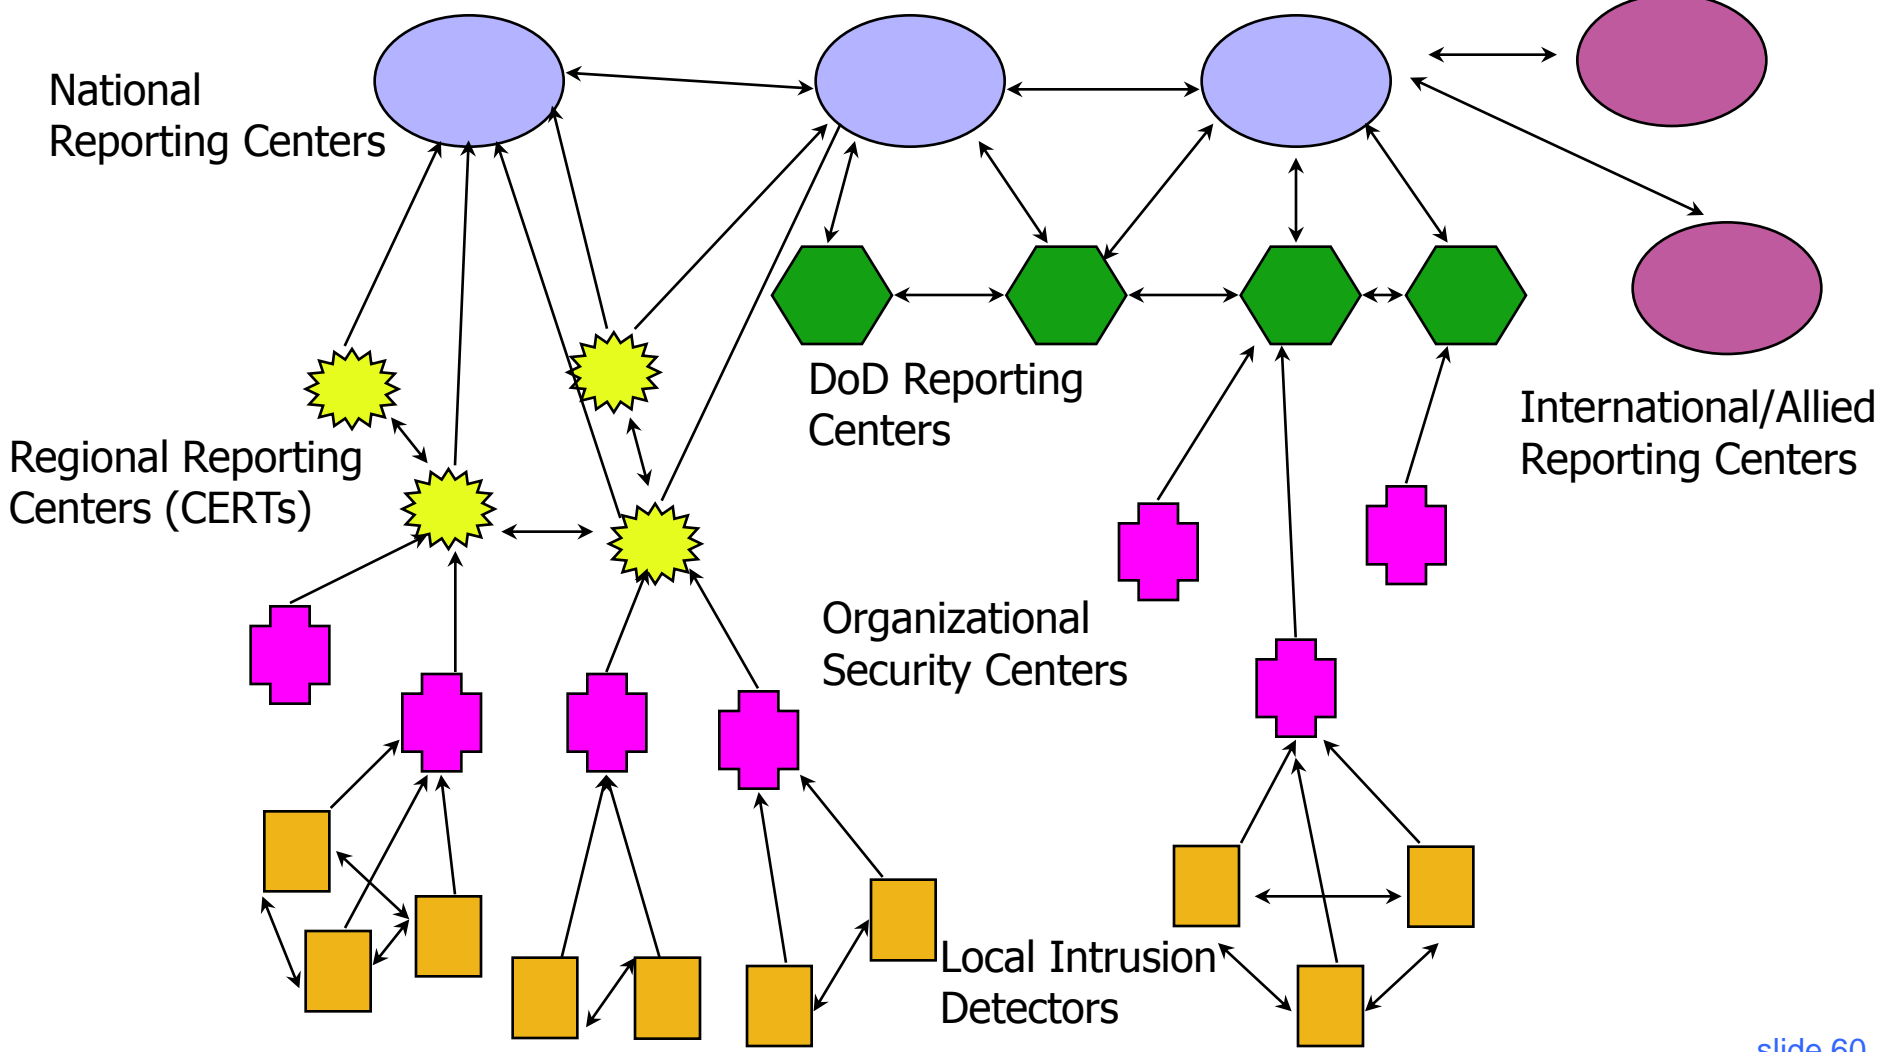 National
Reporting Centers
DoD Reporting
Centers
International/Allied
Reporting Centers
Regional Reporting
Centers (CERTs)
Organizational
Security Centers
Local Intrusion
Detectors
slide 60